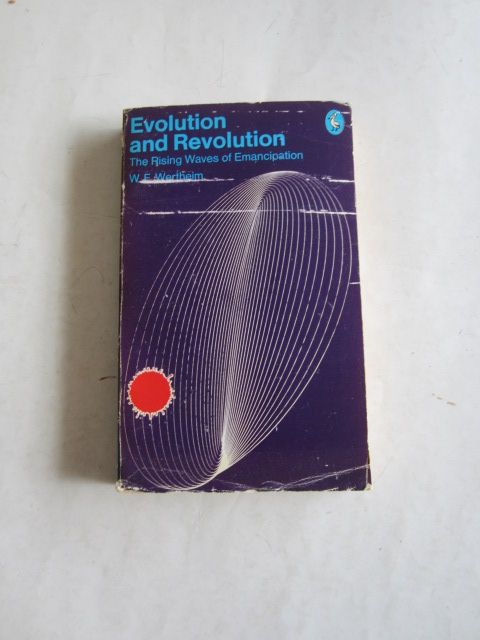 Evolution
and Revolution
The Rising Waves of Emancipation
W. F. Wertheim